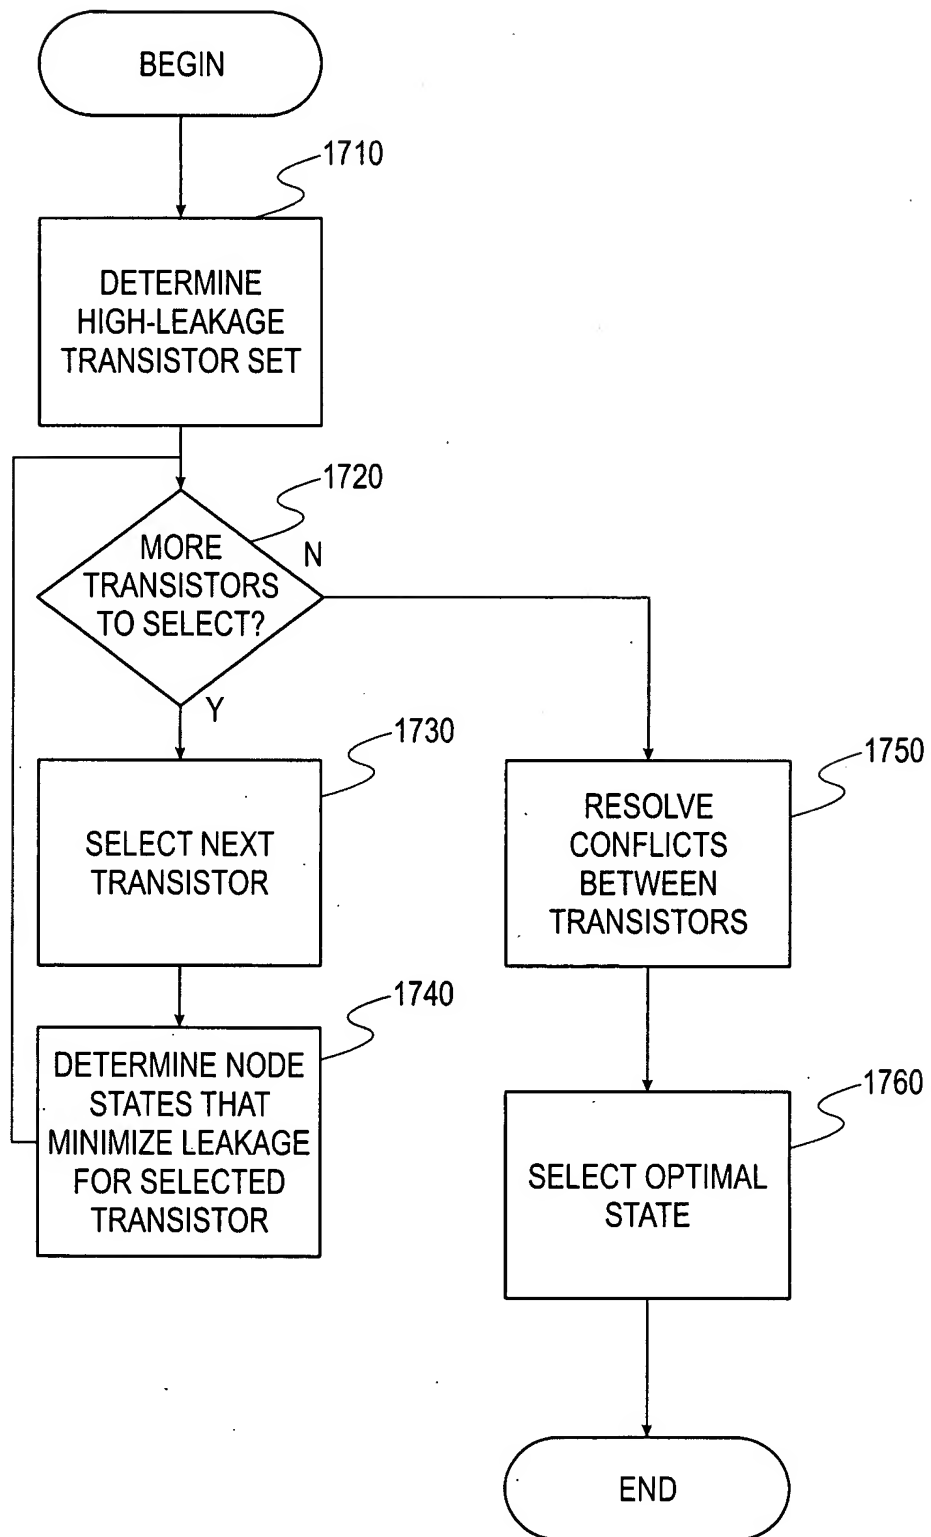 BEGIN
1710
DETERMINE
HIGH-LEAKAGE
TRANSISTOR SET
1720
MORE
TRANSISTORS
TO SELECT?
N
Y
1730
SELECT NEXT
TRANSISTOR
1740
DETERMINE NODE
STATES THAT
MINIMIZE LEAKAGE
FOR SELECTED
TRANSISTOR
1750
RESOLVE
CONFLICTS
BETWEEN
TRANSISTORS
1760
SELECT OPTIMAL
STATE
END